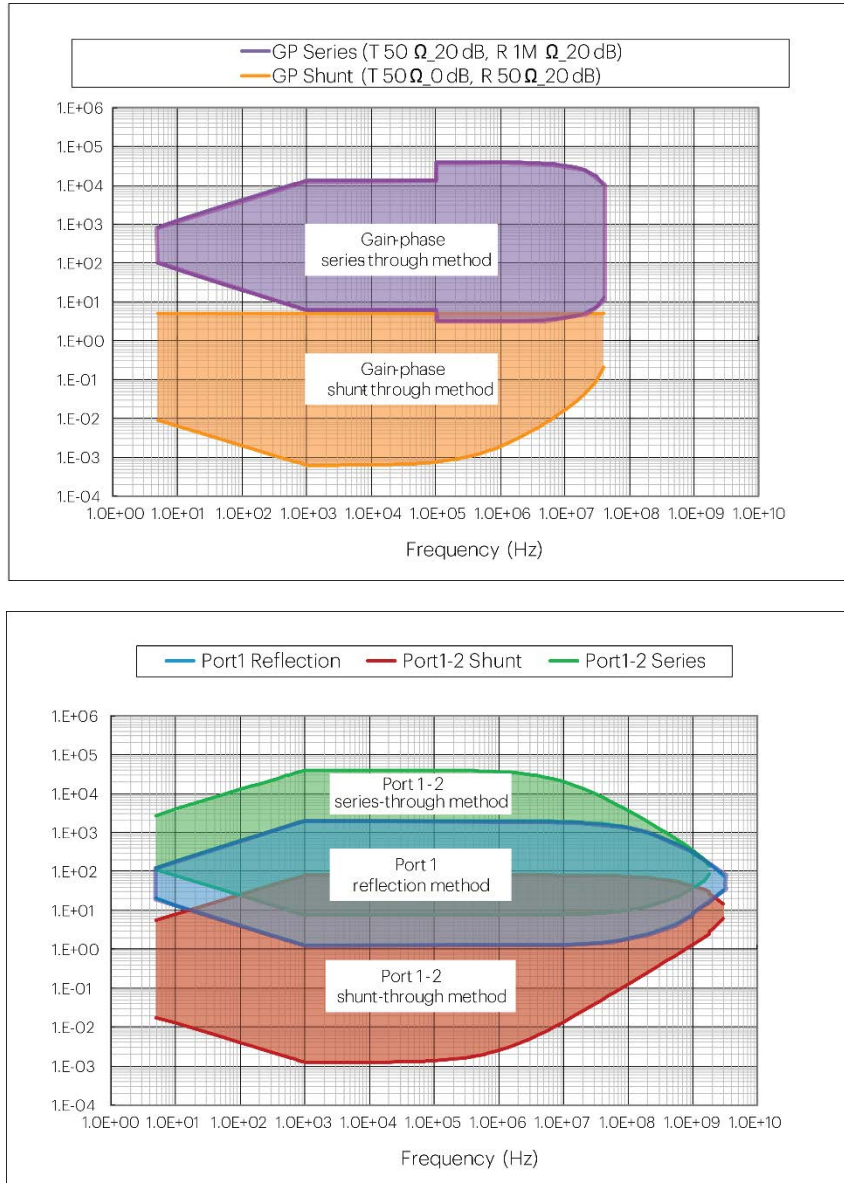 GP Series (T 50 Ω_20 dB, R 1M Ω_20 dB)
GP Shunt (T 50 Ω_0 dB, R 50 Ω_20 dB)
1.E+06
1.E+05
1.E+04
1.E+03
1.E+02
1.E+01
1.E+00
1.E-01
1.E-02
1.E-03
1.E-04
Gain-phase
series through method
Gain-phase
shunt through method
1.0E+00 1.0E+01 1.0E+02 1.0E+03 1.0E+04 1.0E+05 1.0E+06 1.0E+07 1.0E+08 1.0E+09 1.0E+10
Frequency (Hz)
Port1 Reflection Port1-2 Shunt Port1-2 Series
1.E+06
1.E+05
1.E+04
1.E+03
1.E+02
1.E+01
1.E+00
1.E-01
1.E-02
1.E-03
1.E-04
Port 1-2
series-through method
Port 1
reflection method
Port 1-2
shunt-through method
1.0E+00 1.0E+01 1.0E+02 1.0E+03 1.0E+04 1.0E+05 1.0E+06 1.0E+07 1.0E+08 1.0E+09 1.0E+10
Frequency (Hz)